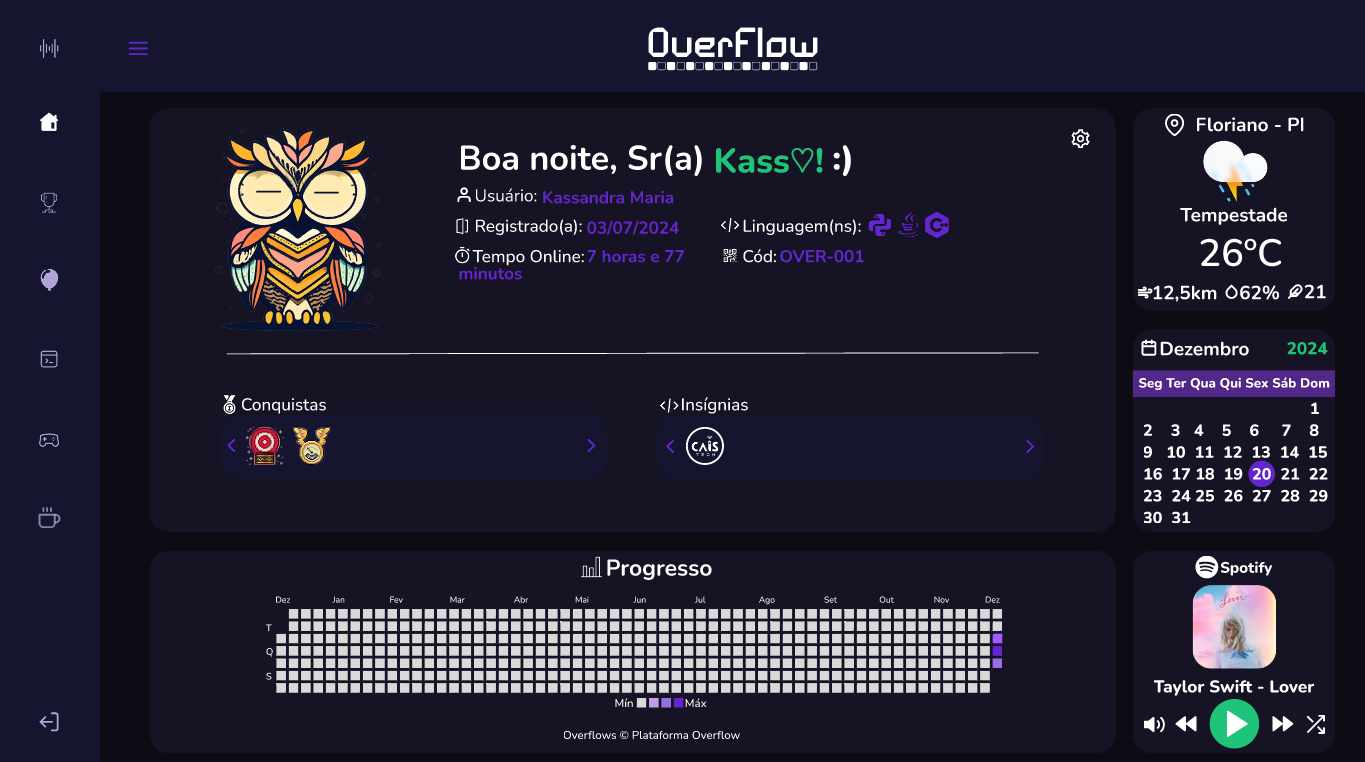 OverFlow
Boa noite, Sr(a) Kass♡! :)
Usuário: Kassandra Maria
Registrado(a): 03/07/2024
Linguagem(ns):
Tempo Online: 7 horas e 77
minutos
Cód: OVER-001
Conquistas
Insígnias
CAIS
TECH
Progresso
Dez Jan Fev Mar Abr Mai Jun Jul Ago Set Out Nov Dez
T
Q
S
Mín Máx
Overflows © Plataforma Overflow
Floriano - PI
Tempestade
26°C
12,5km 62% 21
Dezembro 2024
Seg Ter Qua Qui Sex Sáb Dom
1
2 3 4 5 6 7 8
9 10 11 12 13 14 15
16 17 18 19 20 21 22
23 24 25 26 27 28 29
30 31
Spotify
Lover
Taylor Swift - Lover